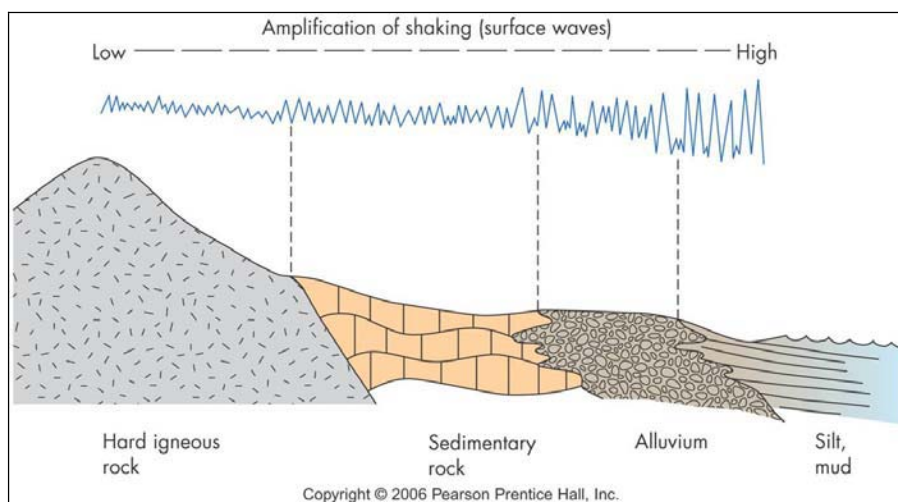 Amplification of shaking (surface waves)
Low
High
Hard igneous
rock
Sedimentary
rock
Alluvium
Silt,
mud
Copyright © 2006 Pearson Prentice Hall, Inc.